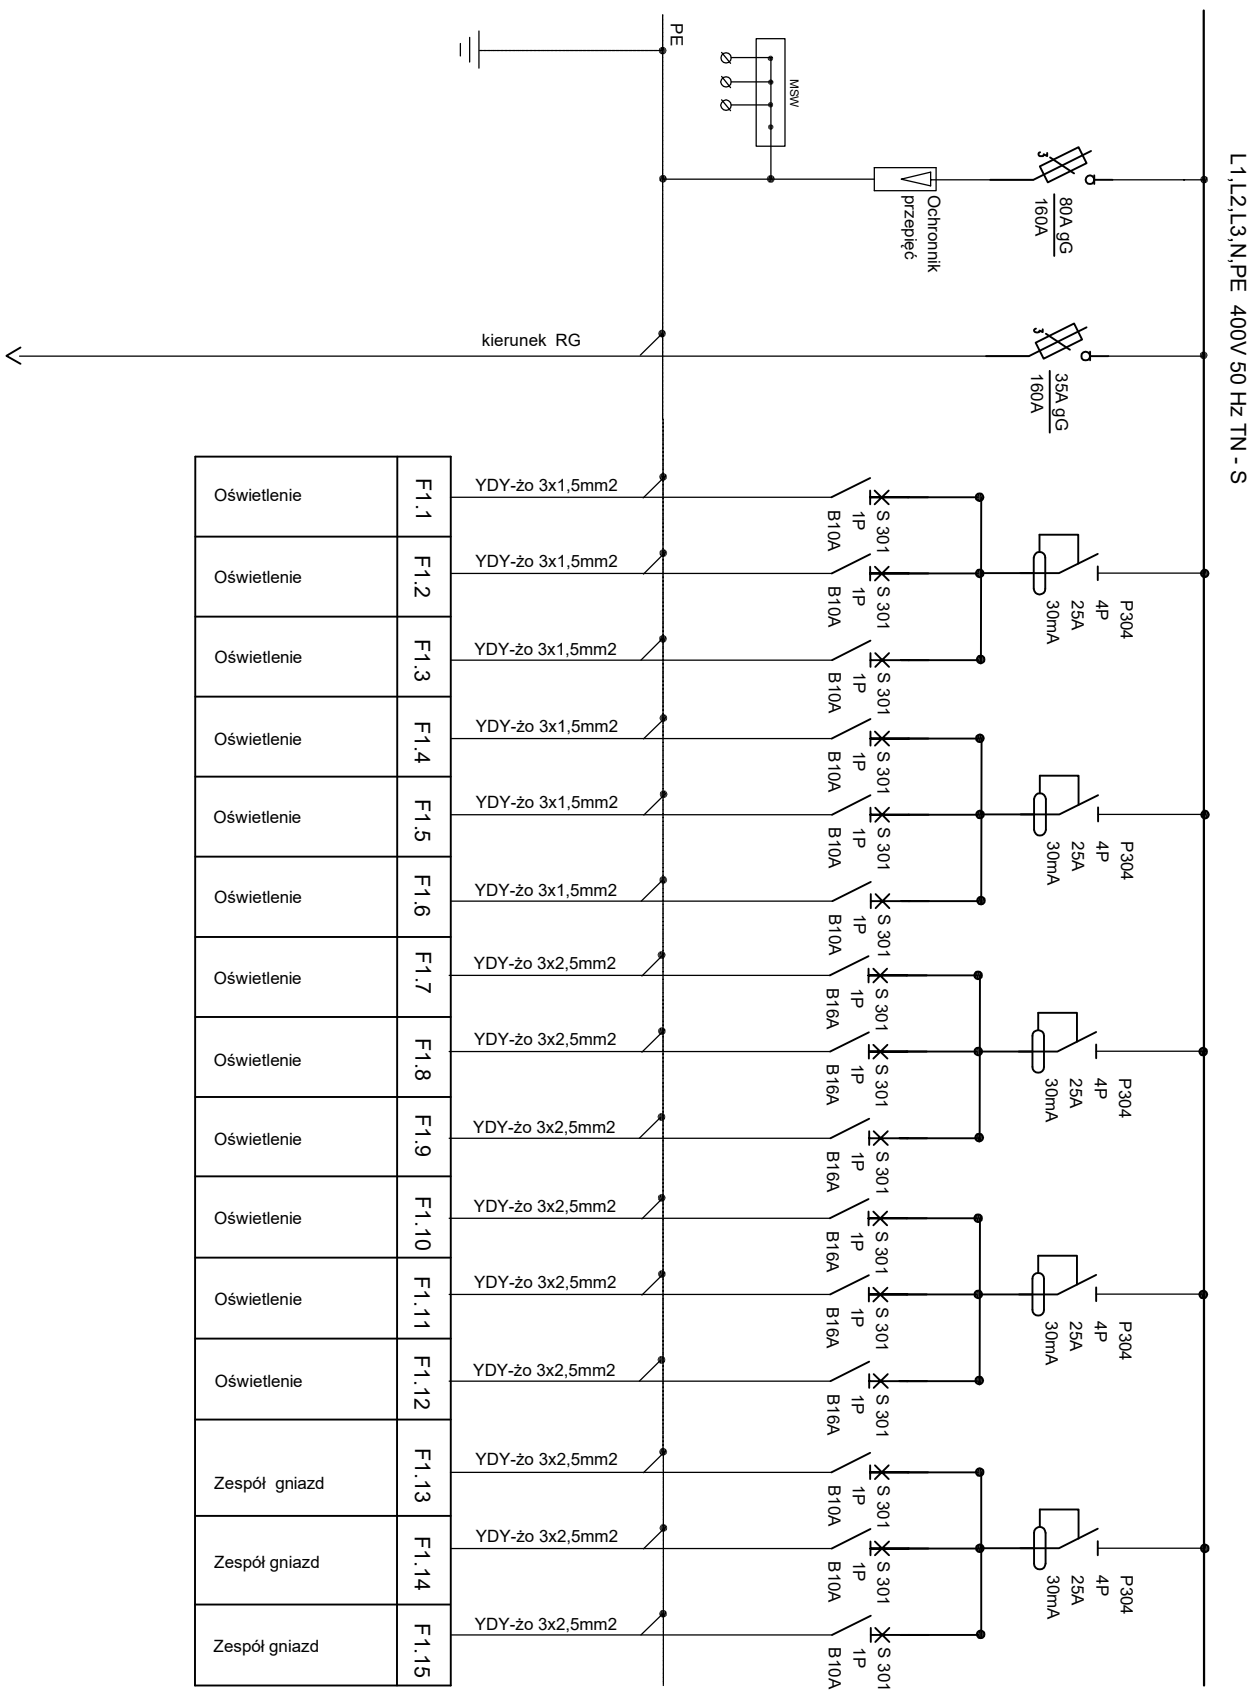 L1,L2,L3,N,PE 400V 50 Hz TN - S
PE
MSW
Ochronnik
przepięć
3
80A gG
160A
kierunek RG
3
35A gG
160A
Oświetlenie
F1.1
YDY-żo 3x1,5mm2
S 301
1P
B10A
Oświetlenie
F1.2
YDY-żo 3x1,5mm2
S 301
1P
B10A
P304
4P
25A
30mA
Oświetlenie
F1.3
YDY-żo 3x1,5mm2
S 301
1P
B10A
Oświetlenie
F1.4
YDY-żo 3x1,5mm2
S 301
1P
B10A
Oświetlenie
F1.5
YDY-żo 3x1,5mm2
S 301
1P
B10A
P304
4P
25A
30mA
Oświetlenie
F1.6
YDY-żo 3x1,5mm2
S 301
1P
B10A
Oświetlenie
F1.7
YDY-żo 3x2,5mm2
S 301
1P
B16A
Oświetlenie
F1.8
YDY-żo 3x2,5mm2
S 301
1P
B16A
P304
4P
25A
30mA
Oświetlenie
F1.9
YDY-żo 3x2,5mm2
S 301
1P
B16A
Oświetlenie
F1.10
YDY-żo 3x2,5mm2
S 301
1P
B16A
Oświetlenie
F1.11
YDY-żo 3x2,5mm2
S 301
1P
B16A
P304
4P
25A
30mA
Oświetlenie
F1.12
YDY-żo 3x2,5mm2
S 301
1P
B16A
Zespół gniazd
F1.13
YDY-żo 3x2,5mm2
S 301
1P
B10A
Zespół gniazd
F1.14
YDY-żo 3x2,5mm2
S 301
1P
B10A
P304
4P
25A
30mA
Zespół gniazd
F1.15
YDY-żo 3x2,5mm2
S 301
1P
B10A